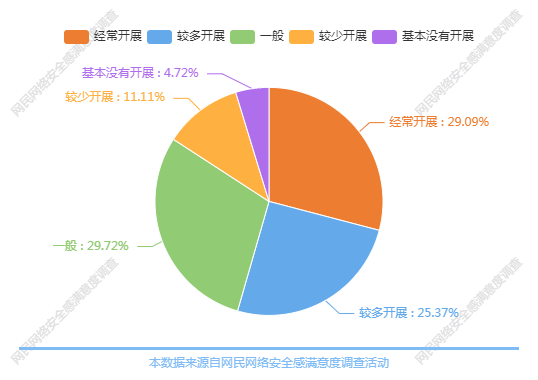 经常开展 较多开展 一般 较少开展 基本没有开展
基本没有开展 : 4.72%
较少开展 : 11.11%
经常开展 : 29.09%
一般 : 29.72%
较多开展 : 25.37%
本数据来源自网民网络安全感满意度调查活动
网民网络安全感满意度调查
网民网络安全感满意度调查
网民网络安全感满意度调查
网民网络安全感满意度调查